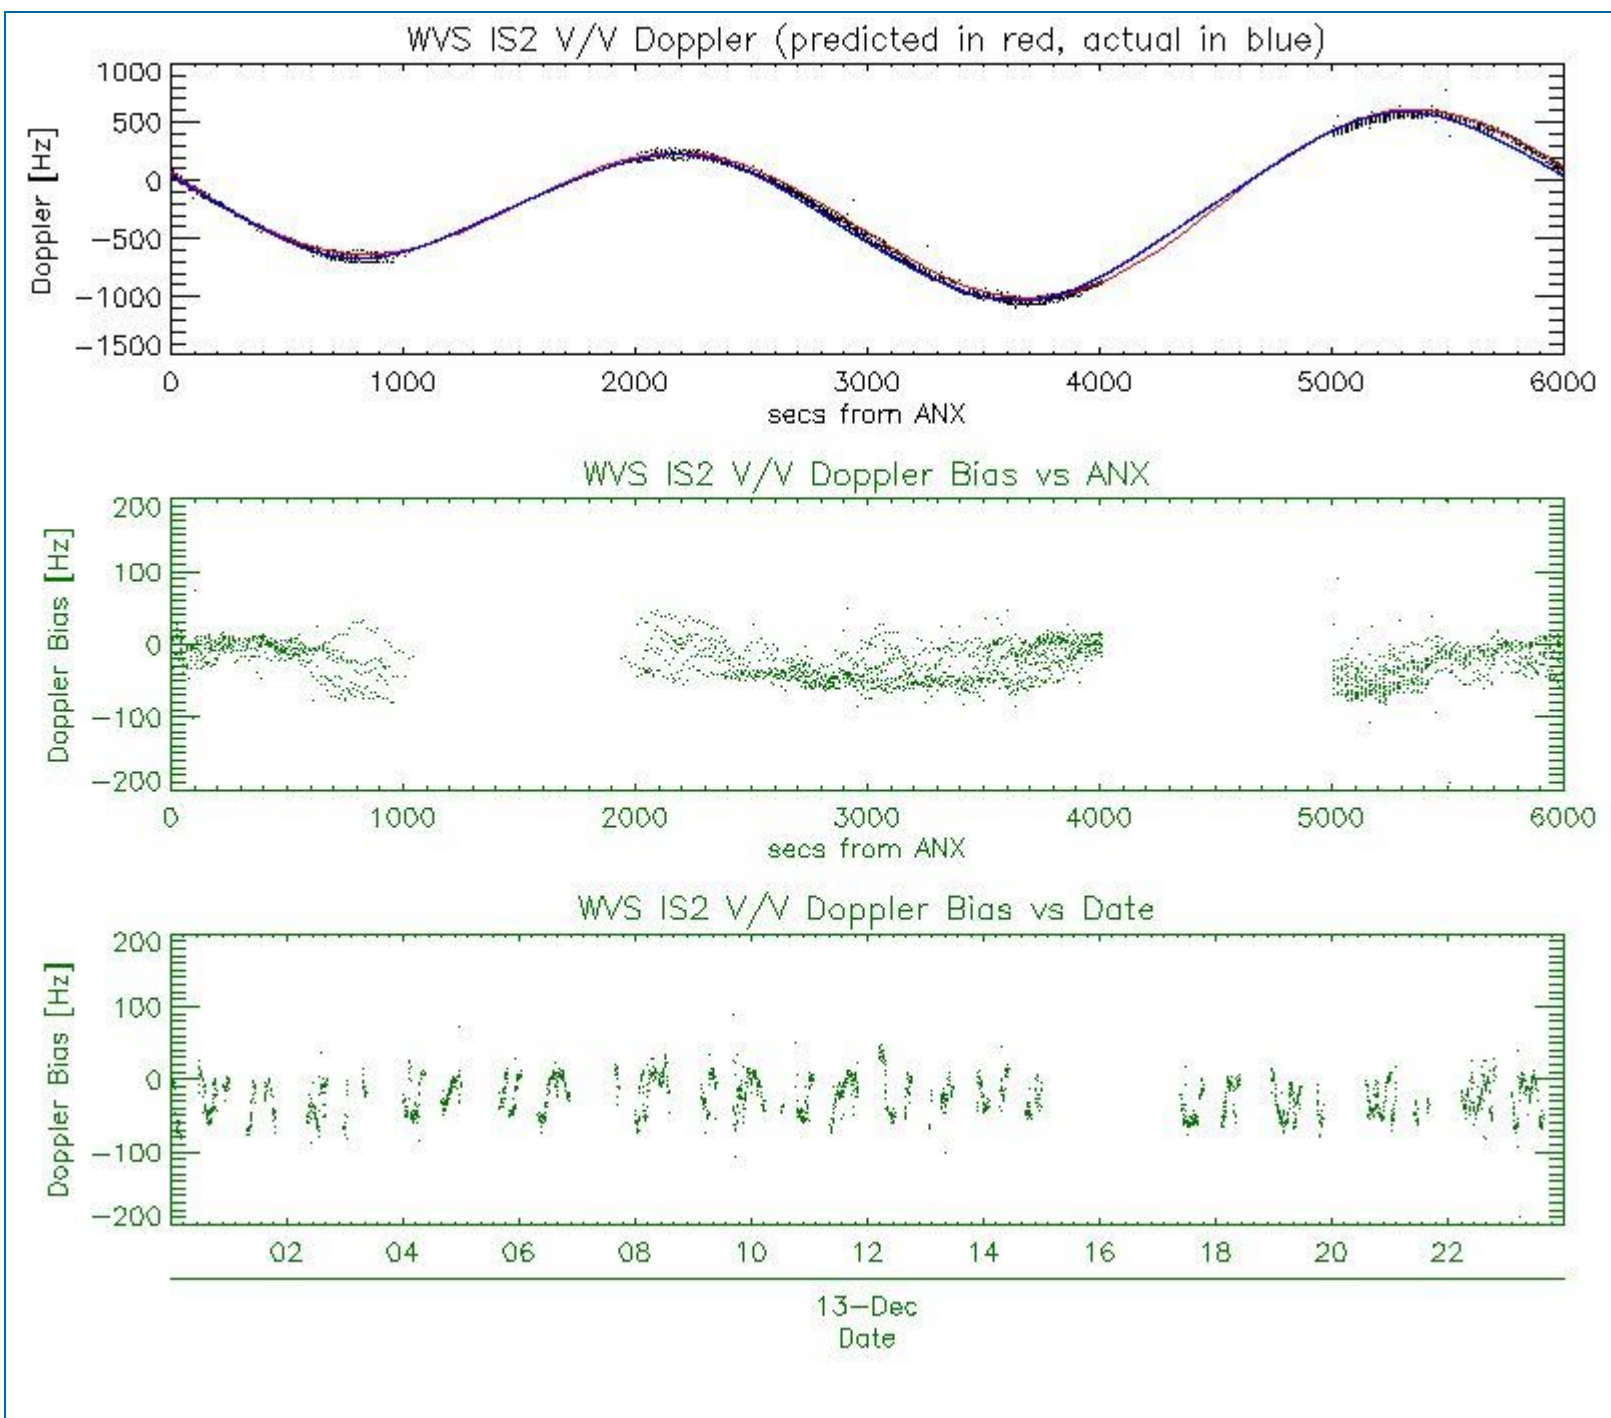 WVS IS2 V/V Doppler (predicted in red, actual in blue)
Doppler [Hz]
1000
500
0
−500
−1000
−1500
0 1000 2000 3000 4000 5000 6000
secs from ANX
WVS IS2 V/V Doppler Bias vs ANX
Doppler Bias [Hz]
200
100
0
−100
−200
0 1000 2000 3000 4000 5000 6000
secs from ANX
WVS IS2 V/V Doppler Bias vs Date
Doppler Bias [Hz]
200
100
0
−100
−200
02 04 06 08 10 12 14 16 18 20 22
13−Dec
Date